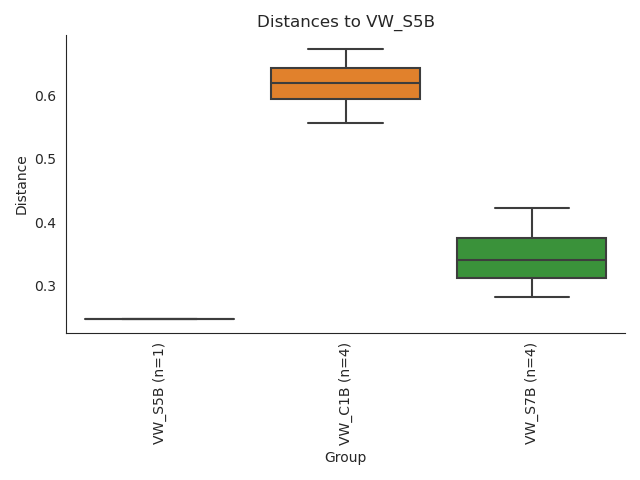 Distances to VW_S5B
Distance
0.6
0.5
0.4
0.3
VW_S5B (n=1)
VW_C1B (n=4)
VW_S7B (n=4)
Group